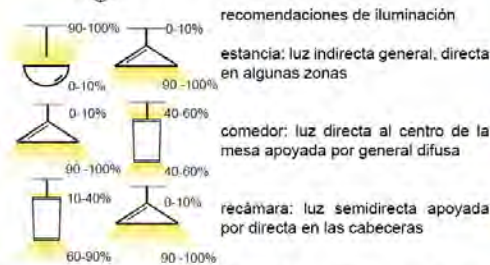 recomendaciones de iluminación
90-100% 0-10%
estancia: luz indirecta general, directa
en algunas zonas
0-10% 90 -100%
0-10% 40-60%
comedor: luz directa al centro de la
mesa apoyada por general difusa
90 -100% 40-60%
10-40% 0-10%
recámara: luz semidirecta apoyada
por directa en las cabeceras
60-90% 90 -100%